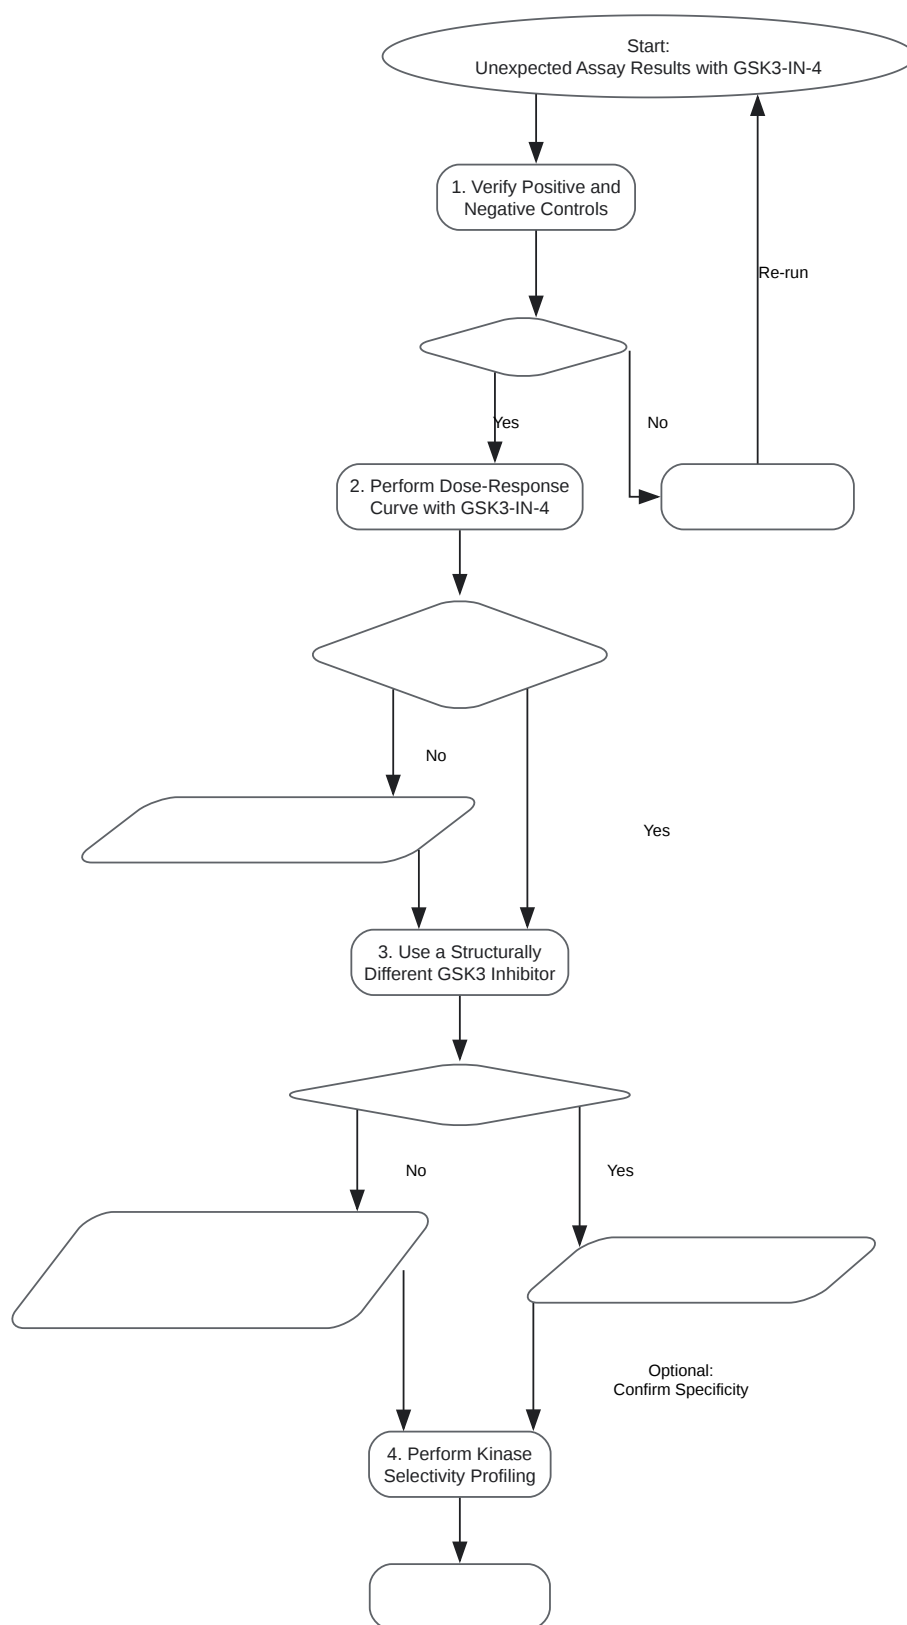 Start:
Unexpected Assay Results with GSK3-IN-4
1. Verify Positive and
Negative Controls
Re-run
Yes
No
2. Perform Dose-Response
Curve with GSK3-IN-4
No
Yes
3. Use a Structurally
Different GSK3 Inhibitor
No
Yes
Optional:
Confirm Specificity
4. Perform Kinase
Selectivity Profiling